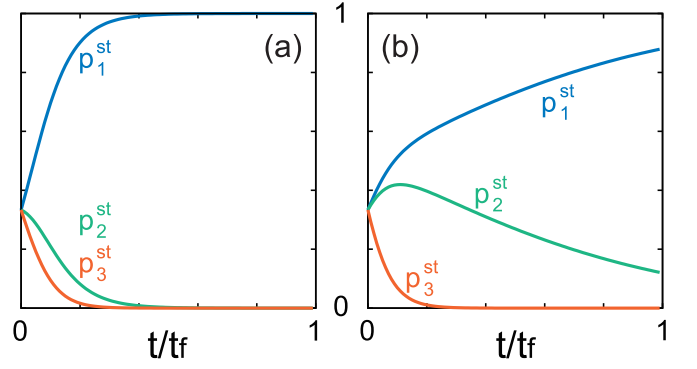 (a)
p₁ˢᵗ
p₂ˢᵗ
p₃ˢᵗ
0
1
t/tf
1
(b)
p₁ˢᵗ
p₂ˢᵗ
p₃ˢᵗ
0
0
1
t/tf